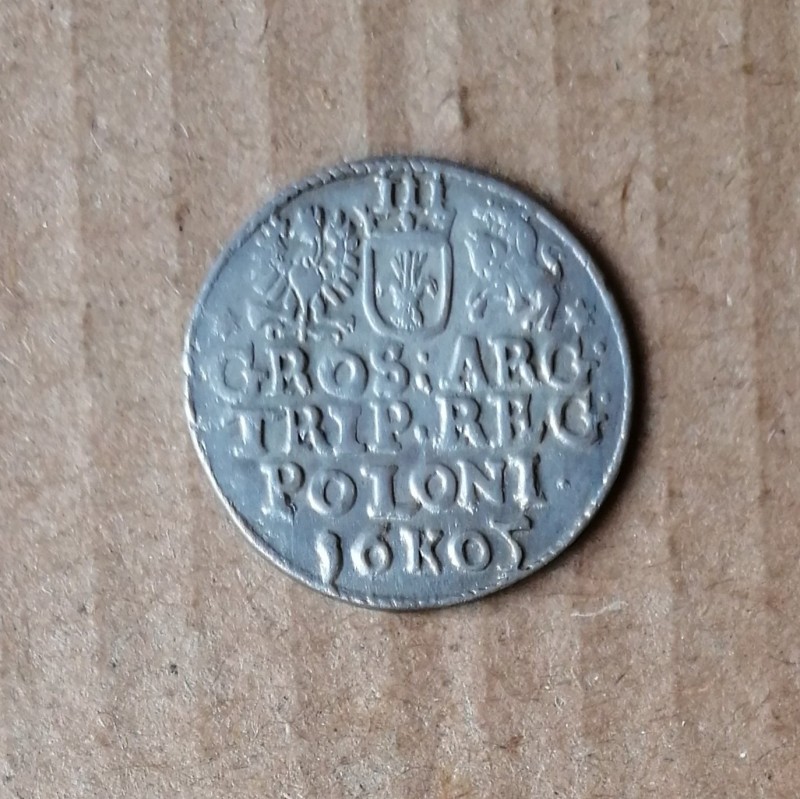 III
GROS: ARG
TRIP. REG.
POLONI.
16K05